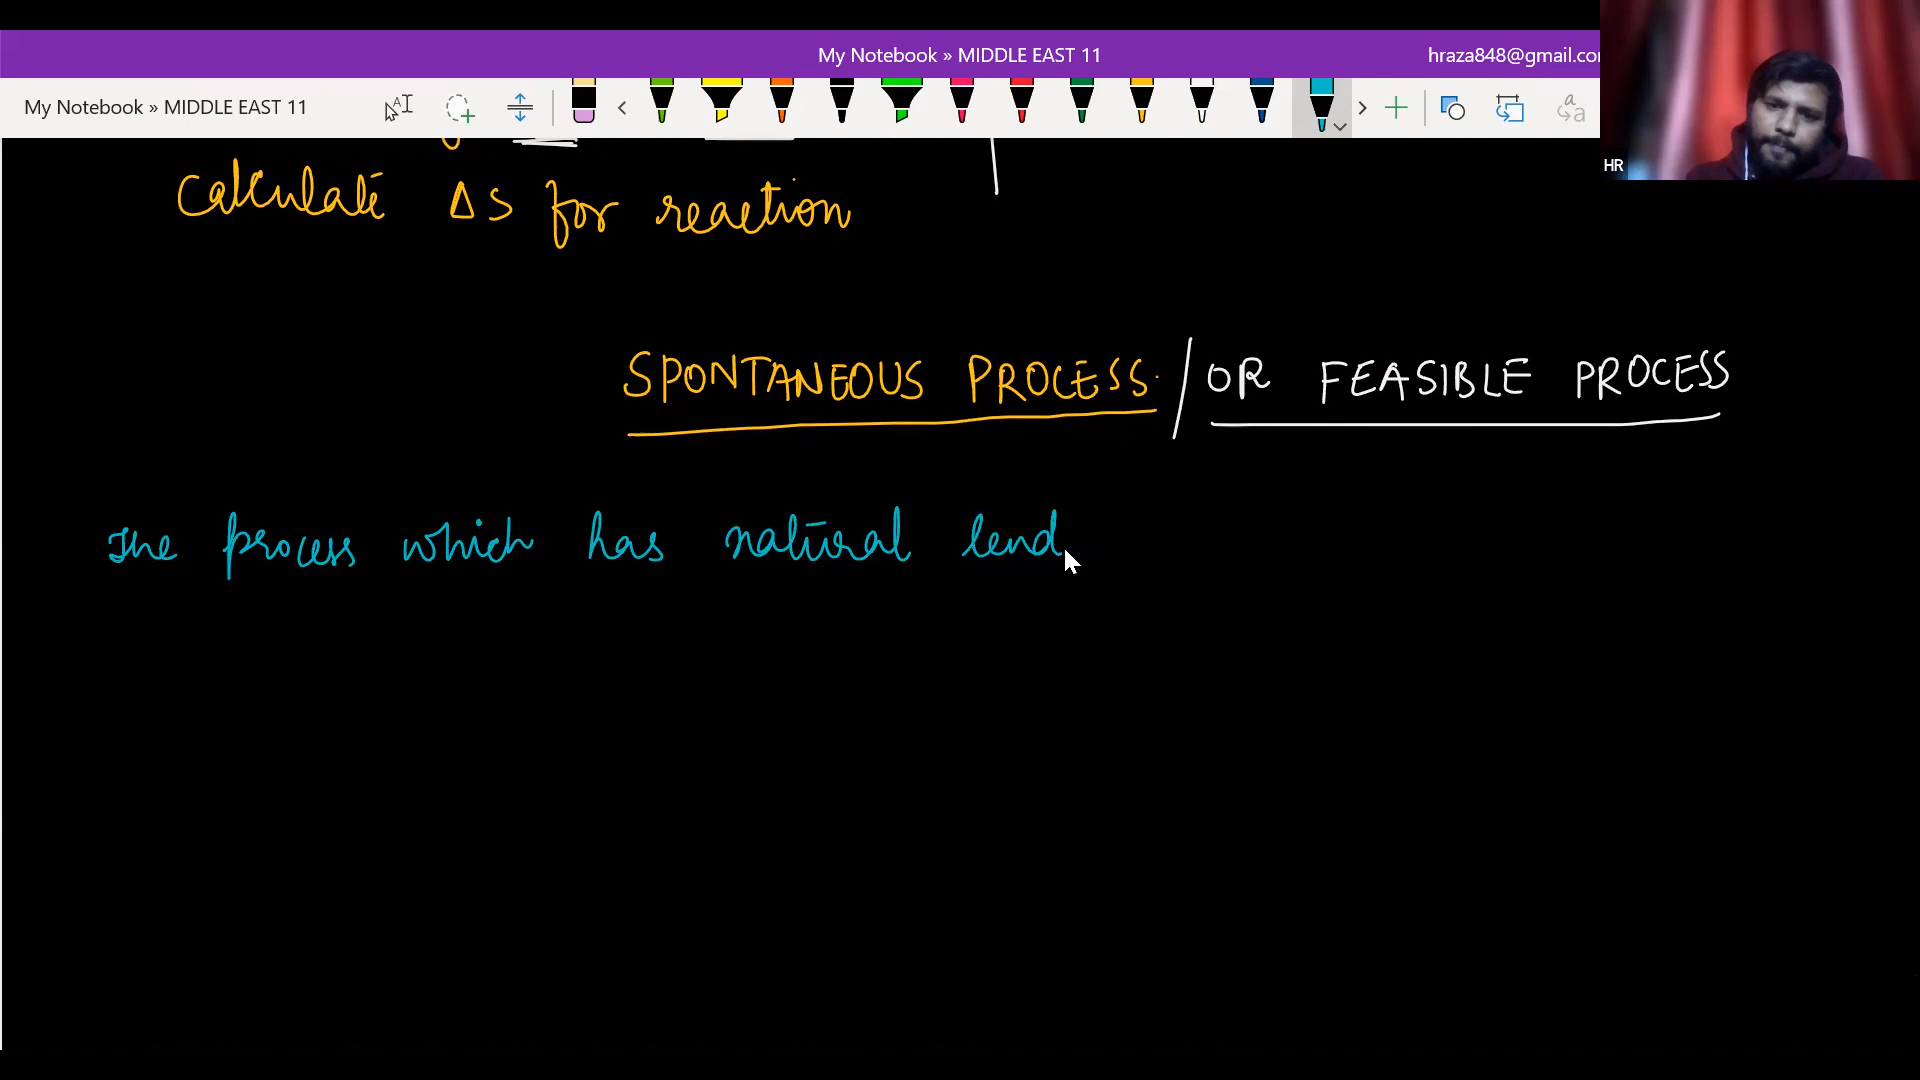 My Notebook » MIDDLE EAST 11
hraza848@gmail.co
My Notebook » MIDDLE EAST 11
HR
Calculate ΔS for reaction
SPONTANEOUS PROCESS. / OR FEASIBLE PROCESS
The process which has natural tend